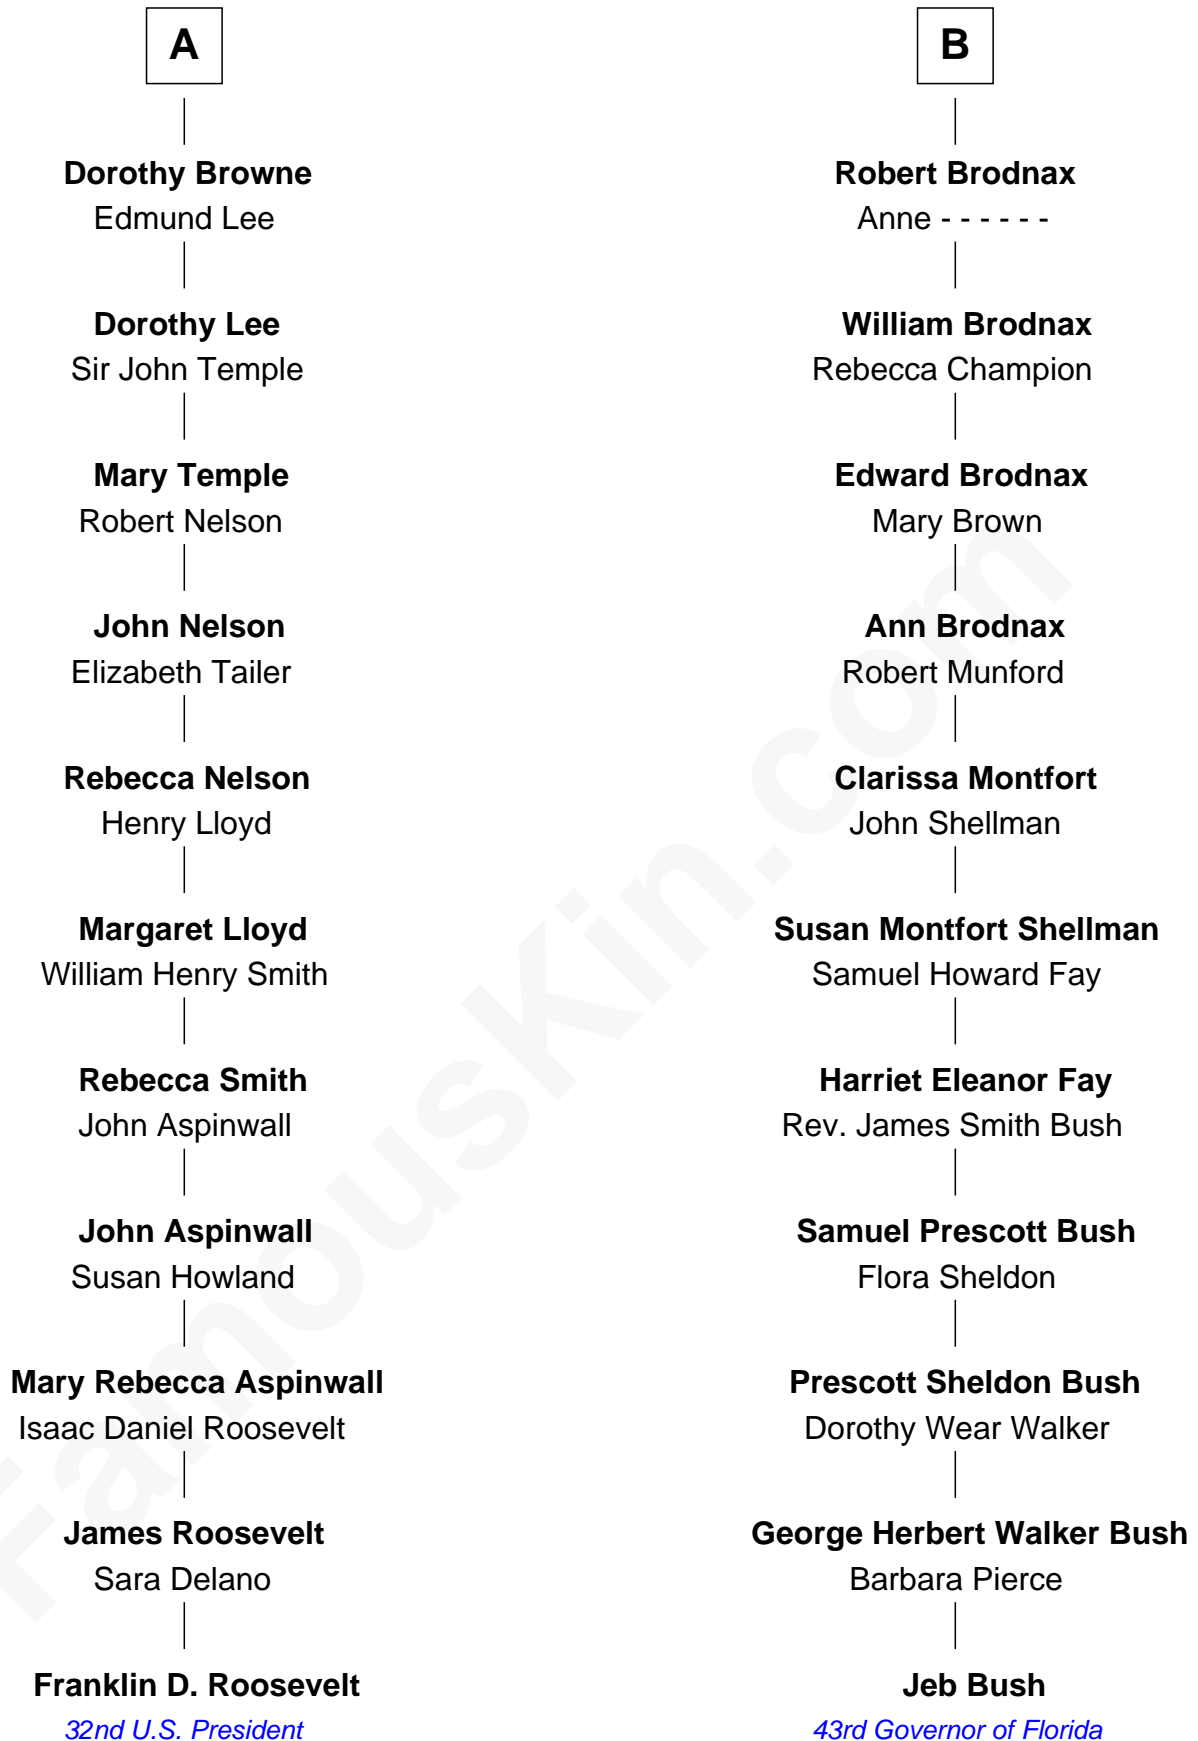 A
Dorothy Browne
Edmund Lee
Dorothy Lee
Sir John Temple
Mary Temple
Robert Nelson
John Nelson
Elizabeth Tailer
Rebecca Nelson
Henry Lloyd
Margaret Lloyd
William Henry Smith
Rebecca Smith
John Aspinwall
John Aspinwall
Susan Howland
Mary Rebecca Aspinwall
Isaac Daniel Roosevelt
James Roosevelt
Sara Delano
Franklin D. Roosevelt
32nd U.S. President
B
Robert Brodnax
Anne - - - - - -
William Brodnax
Rebecca Champion
Edward Brodnax
Mary Brown
Ann Brodnax
Robert Munford
Clarissa Montfort
John Shellman
Susan Montfort Shellman
Samuel Howard Fay
Harriet Eleanor Fay
Rev. James Smith Bush
Samuel Prescott Bush
Flora Sheldon
Prescott Sheldon Bush
Dorothy Wear Walker
George Herbert Walker Bush
Barbara Pierce
Jeb Bush
43rd Governor of Florida
FamousKin.com